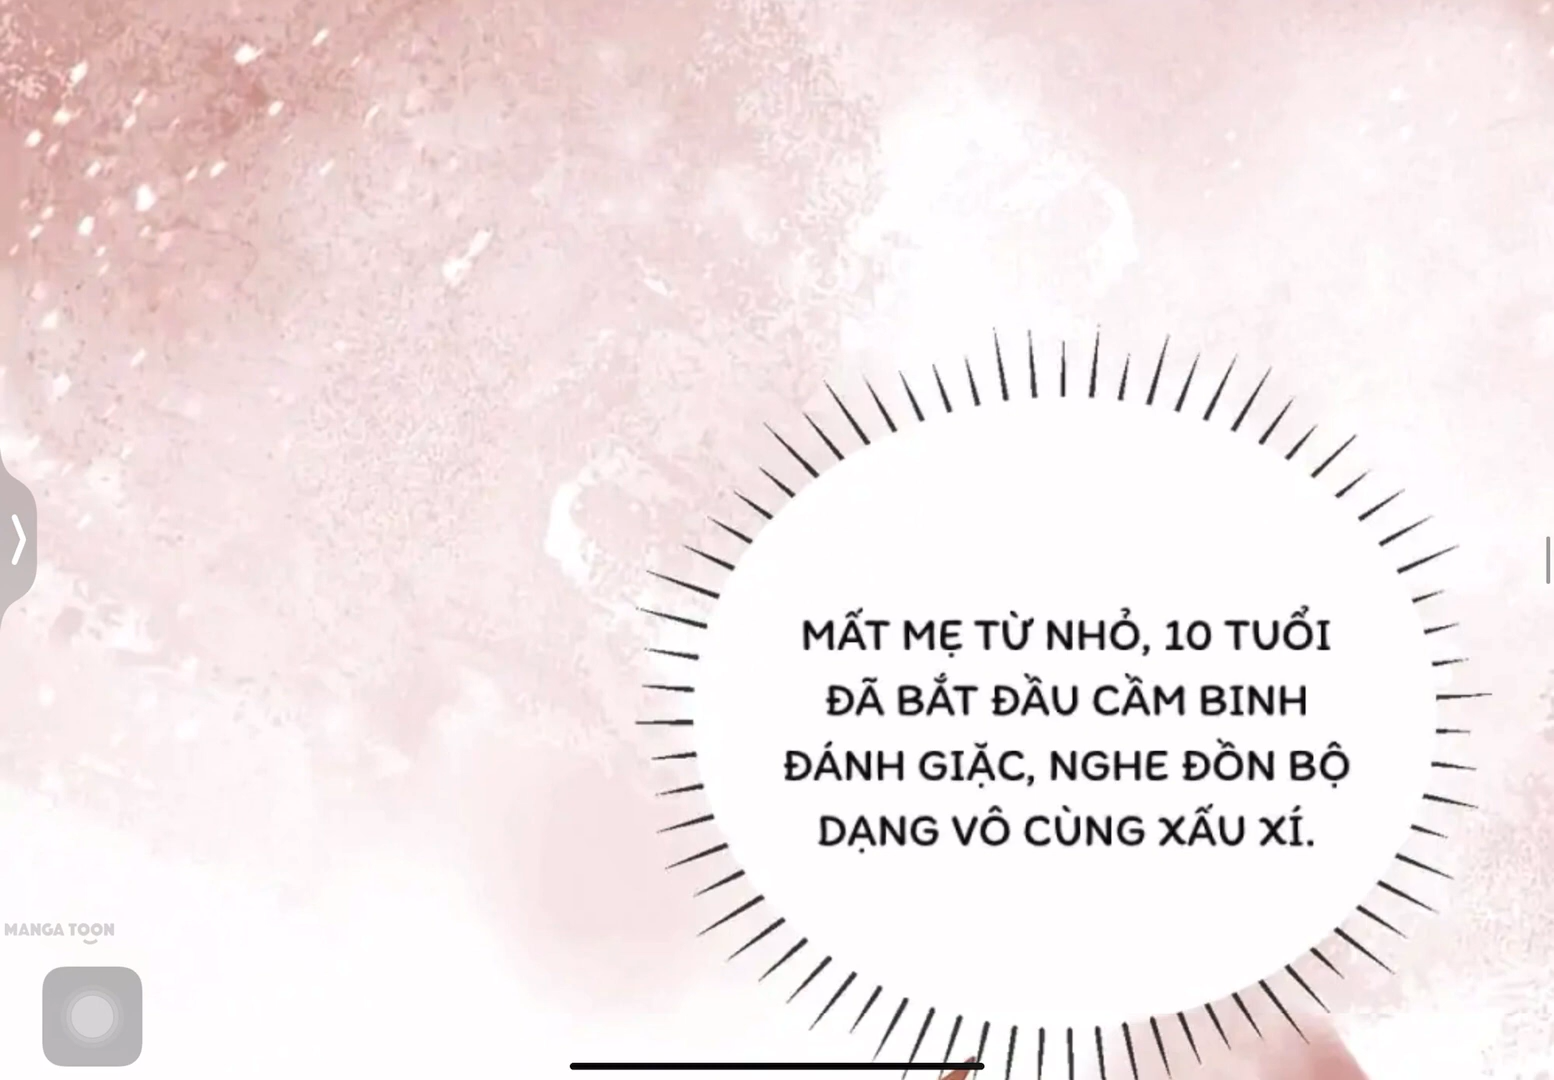 MẤT MẸ TỪ NHỎ, 10 TUỔI
ĐÃ BẮT ĐẦU CẦM BINH
ĐÁNH GIẶC, NGHE ĐỒN BỘ
DẠNG VÔ CÙNG XẤU XÍ.
MANGA TOON